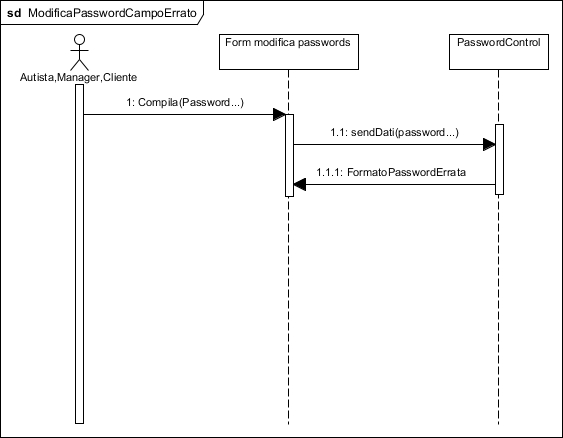 sd ModificaPasswordCampoErrato
Autista,Manager,Cliente
Form modifica passwords
PasswordControl
1: Compila(Password...)
1.1: sendDati(password...)
1.1.1: FormatoPasswordErrata